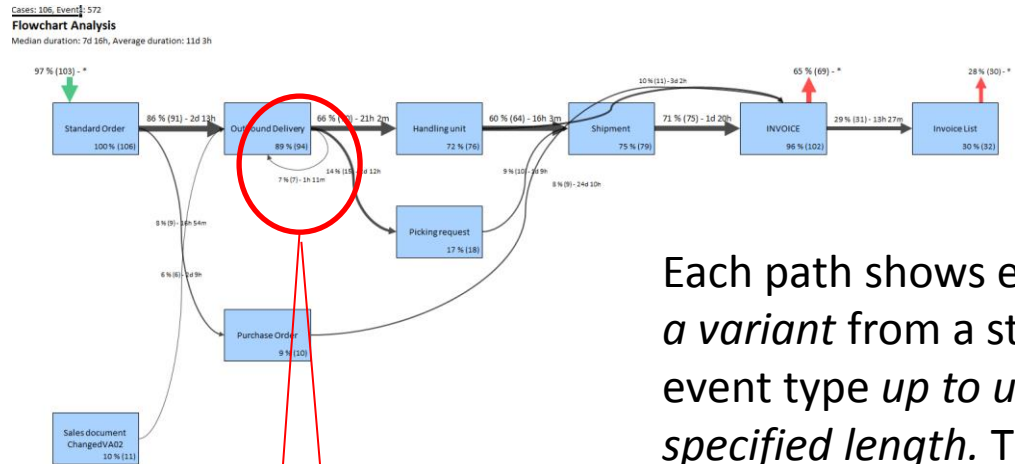 Cases: 106, Events: 572
Flowchart Analysis
Median duration: 7d 16h, Average duration: 11d 3h
97 % (103) - *
10 % (11) - 3d 2h
65 % (69) - *
28 % (30) - *
Standard Order
100 % (106)
86 % (91) - 2d 13h
Outbound Delivery
89 % (94)
66 % - 21h 2m
Handling unit
72 % (76)
60 % (64) - 16h 3m
Shipment
75 % (79)
71 % (75) - 1d 20h
INVOICE
96 % (102)
29 % (31) - 13h 27m
Invoice List
30 % (32)
7 % (7) - 1h 11m
14 % 12h
9 % (10) - 9h
8 % (9) - 24d 10h
8 % (9) - 16h 54m
Picking request
17 % (18)
6 % (6) - 2d 9h
Purchase Order
9 % (10)
Sales document
ChangedVA02
10 % (11)
Each path shows e
a variant from a st
event type up to u
specified length. T